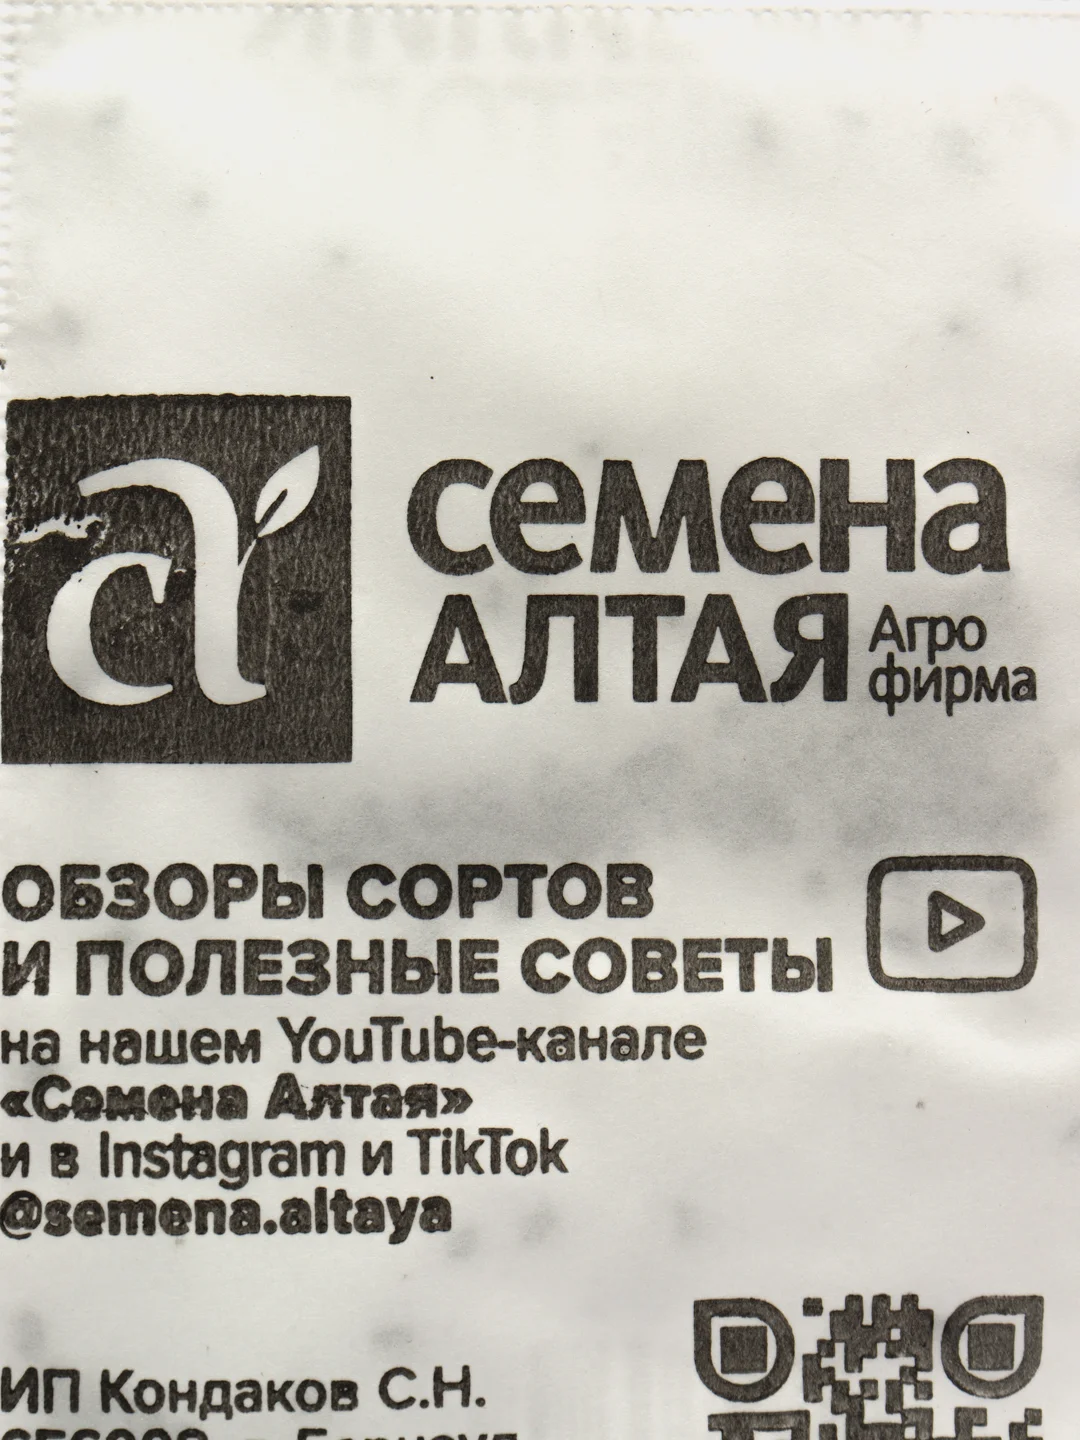 семена
АЛТАЯ
Агро
фирма
ОБЗОРЫ СОРТОВ
И ПОЛЕЗНЫЕ СОВЕТЫ
на нашем YouTube-канале
«Семена Алтая»
и в Instagram и TikTok
@semena.altaya
ИП Кондаков С.Н.